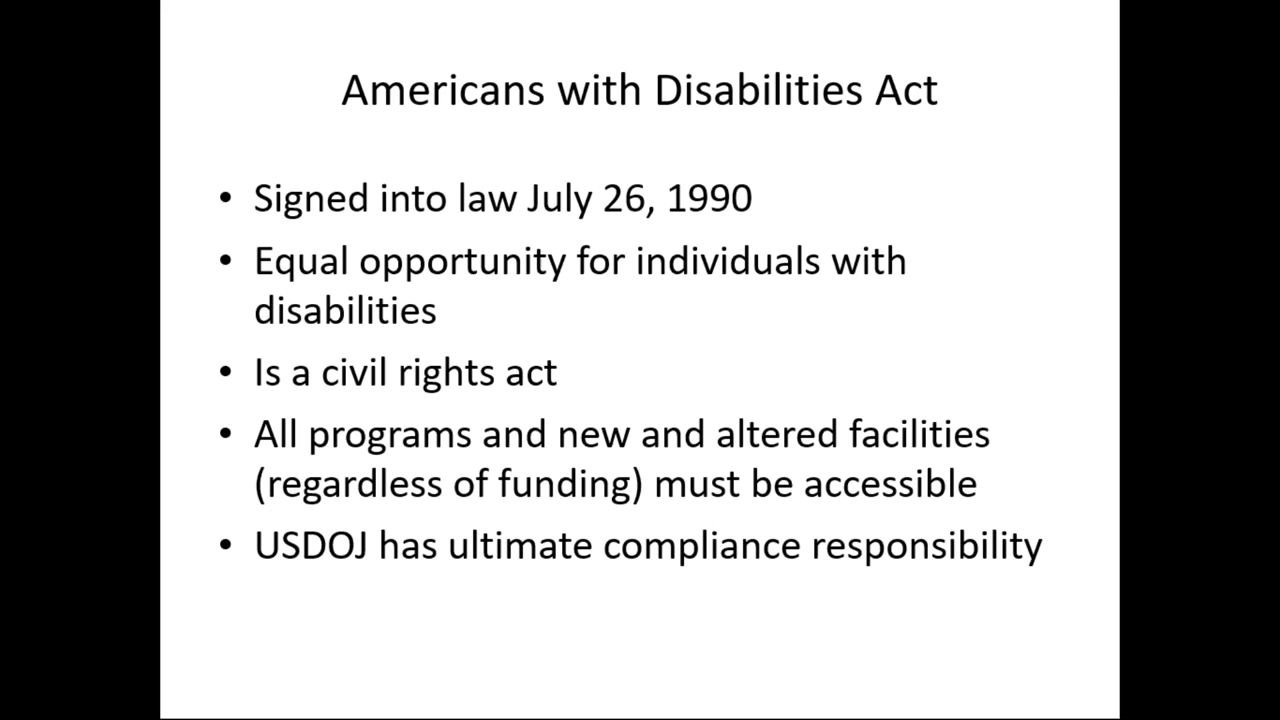 Americans with Disabilities Act
• Signed into law July 26, 1990
• Equal opportunity for individuals with
disabilities
• Is a civil rights act
• All programs and new and altered facilities
(regardless of funding) must be accessible
• USDOJ has ultimate compliance responsibility